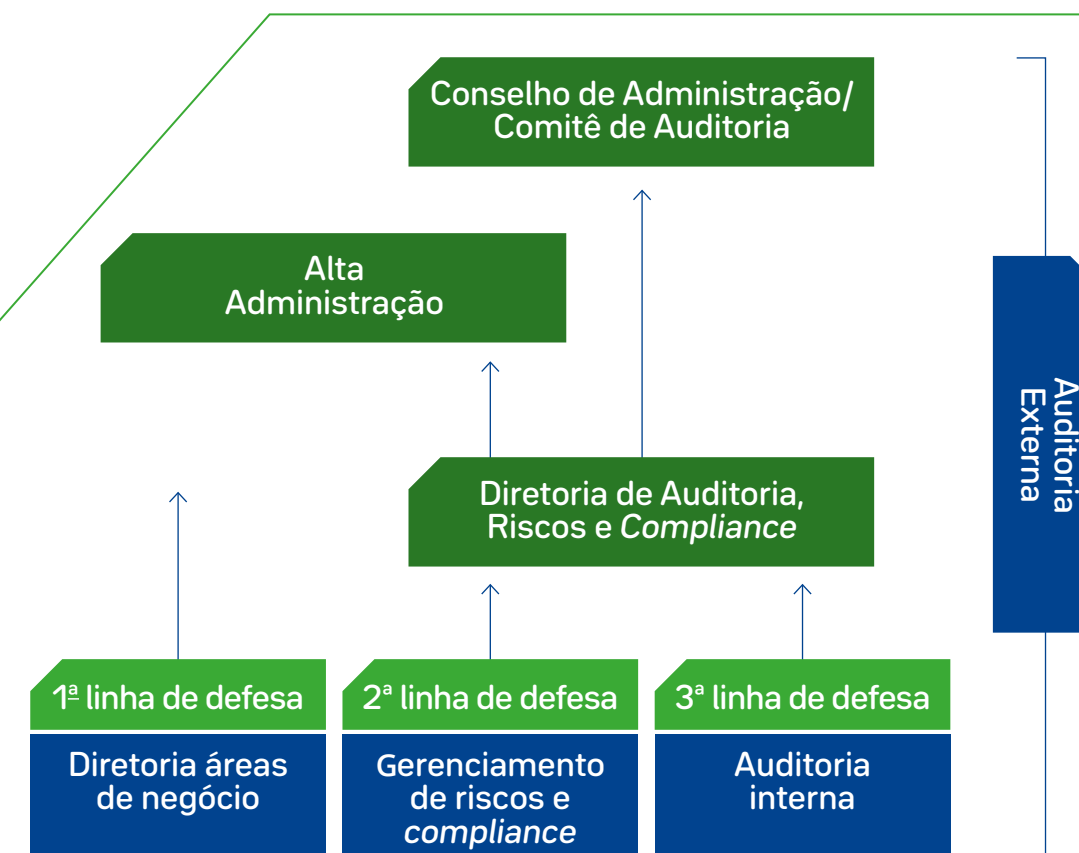 Conselho de Administração/
Comitê de Auditoria
Alta
Administração
Diretoria de Auditoria,
Riscos e Compliance
Auditoria
Externa
1ª linha de defesa
2ª linha de defesa
3ª linha de defesa
Diretoria áreas
de negócio
Gerenciamento
de riscos e
compliance
Auditoria
interna